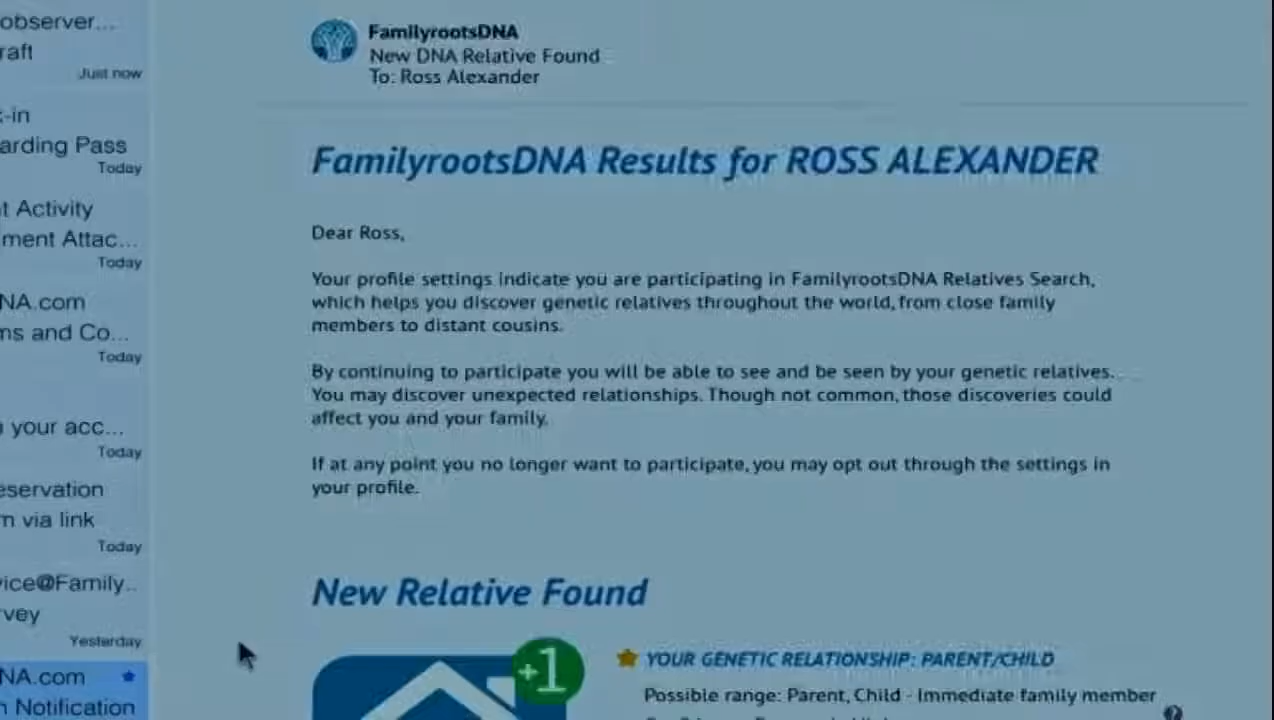 observer...
raft
Just now
-in
arding Pass
Today
t Activity
ment Attac...
Today
NA.com
ms and Co...
Today
your acc...
Today
eservation
m via link
Today
vice@Family..
vey
Yesterday
NA.com
n Notification
FamilyrootsDNA
New DNA Relative Found
To: Ross Alexander
FamilyrootsDNA Results for ROSS ALEXANDER
Dear Ross,
Your profile settings indicate you are participating in FamilyrootsDNA Relatives Search,
which helps you discover genetic relatives throughout the world, from close family
members to distant cousins.
By continuing to participate you will be able to see and be seen by your genetic relatives.
You may discover unexpected relationships. Though not common, those discoveries could
affect you and your family.
If at any point you no longer want to participate, you may opt out through the settings in
your profile.
New Relative Found
+1
YOUR GENETIC RELATIONSHIP: PARENT/CHILD
Possible range: Parent, Child - Immediate family member
?